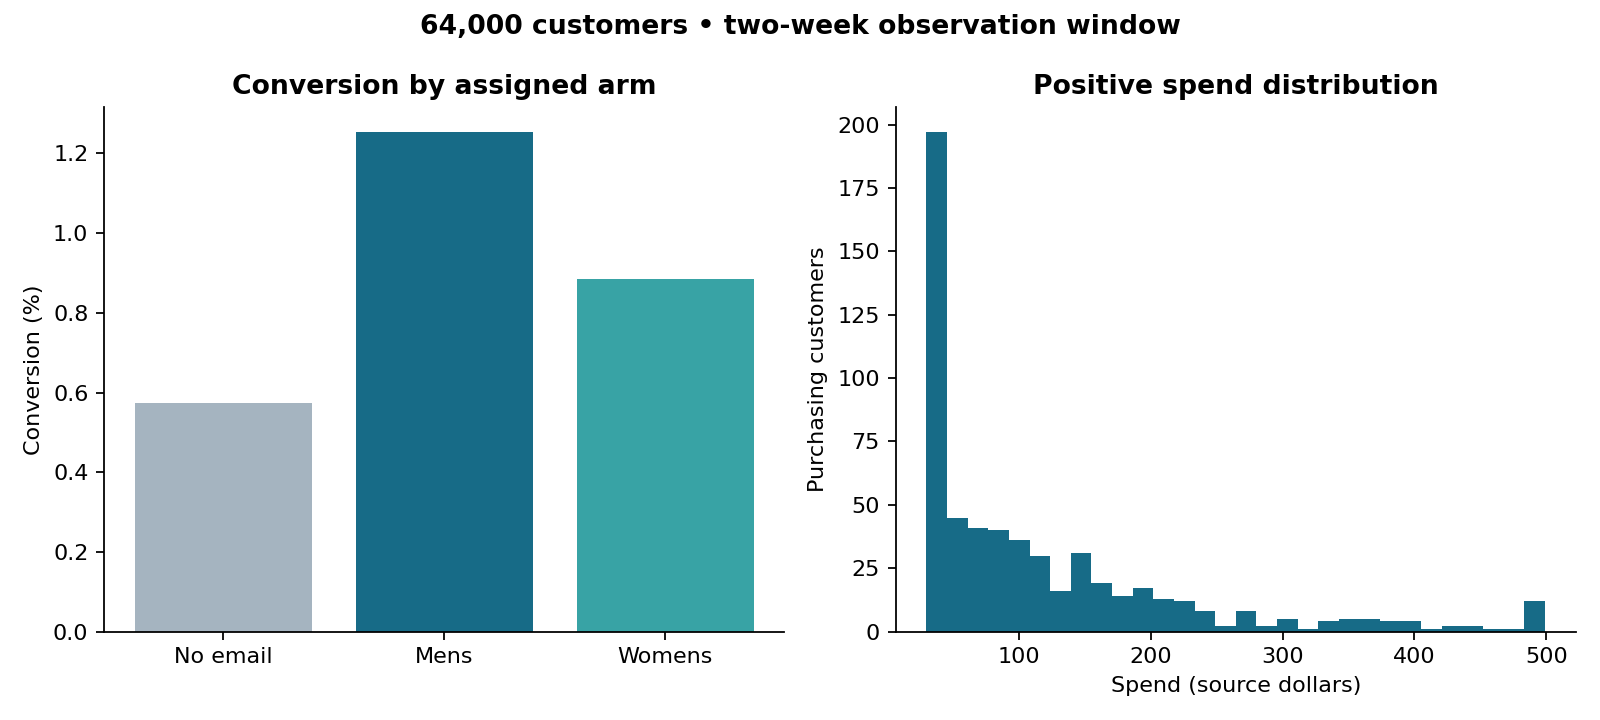 64,000 customers • two-week observation window
Conversion by assigned arm
Conversion (%)
1.2
1.0
0.8
0.6
0.4
0.2
0.0
No email
Mens
Womens
Positive spend distribution
Purchasing customers
200
175
150
125
100
75
50
25
0
100
200
300
400
500
Spend (source dollars)